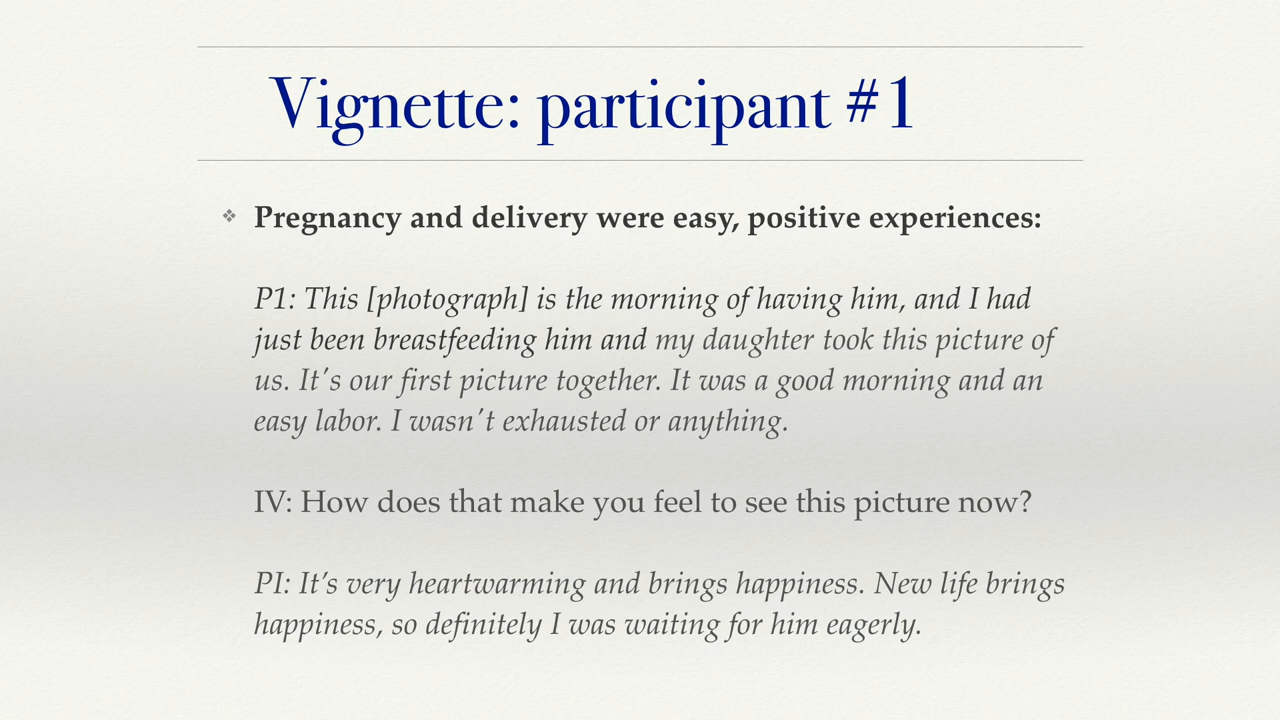 Vignette: participant #1
❖ Pregnancy and delivery were easy, positive experiences:
P1: This [photograph] is the morning of having him, and I had
just been breastfeeding him and my daughter took this picture of
us. It's our first picture together. It was a good morning and an
easy labor. I wasn't exhausted or anything.
IV: How does that make you feel to see this picture now?
PI: It’s very heartwarming and brings happiness. New life brings
happiness, so definitely I was waiting for him eagerly.